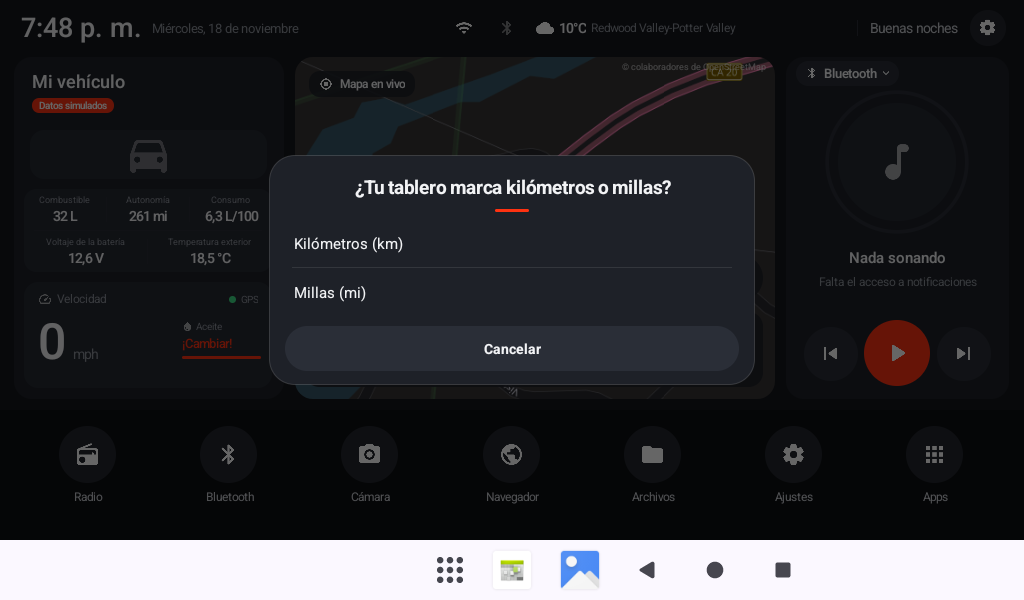 7:48 p. m.
Miércoles, 18 de noviembre
10°C
Redwood Valley-Potter Valley
Buenas noches
Mi vehículo
Datos simulados
Combustible
Autonomía
Consumo
32 L
261 mi
6,3 L/100
Voltaje de la batería
Temperatura exterior
12,6 V
18,5 °C
Velocidad
GPS
0 mph
Aceite
¡Cambiar!
Mapa en vivo
© colaboradores de OpenStreetMap
CA 20
¿Tu tablero marca kilómetros o millas?
Kilómetros (km)
Millas (mi)
Cancelar
Bluetooth
Nada sonando
Falta el acceso a notificaciones
Radio
Bluetooth
Cámara
Navegador
Archivos
Ajustes
Apps